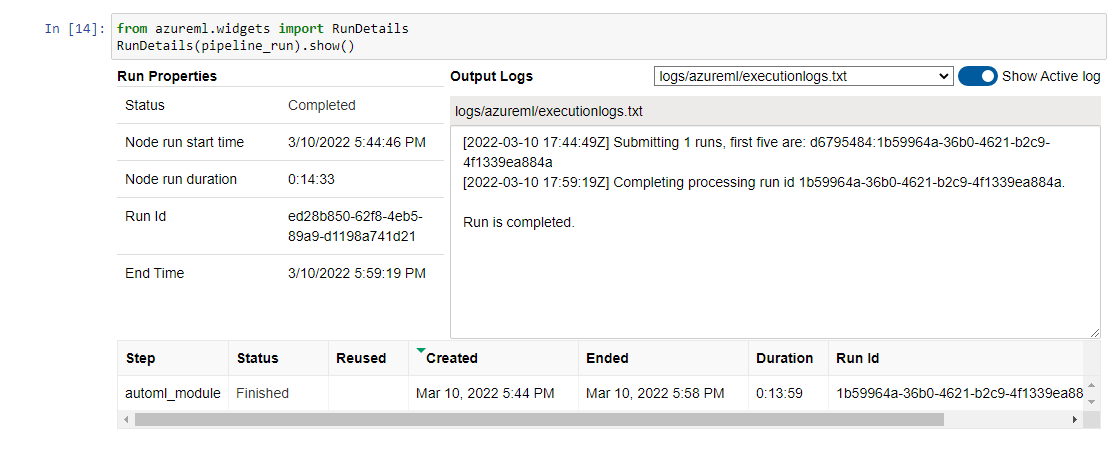 In [14]:
from azureml.widgets import RunDetails
RunDetails(pipeline_run).show()
Run Properties
Status Completed
Node run start time 3/10/2022 5:44:46 PM
Node run duration 0:14:33
Run Id ed28b850-62f8-4eb5-
89a9-d1198a741d21
End Time 3/10/2022 5:59:19 PM
Output Logs
logs/azureml/executionlogs.txt
Show Active log
logs/azureml/executionlogs.txt
[2022-03-10 17:44:49Z] Submitting 1 runs, first five are: d6795484:1b59964a-36b0-4621-b2c9-
4f1339ea884a
[2022-03-10 17:59:19Z] Completing processing run id 1b59964a-36b0-4621-b2c9-4f1339ea884a.
Run is completed.
Step Status Reused Created Ended Duration Run Id
automl_module Finished Mar 10, 2022 5:44 PM Mar 10, 2022 5:58 PM 0:13:59 1b59964a-36b0-4621-b2c9-4f1339ea88